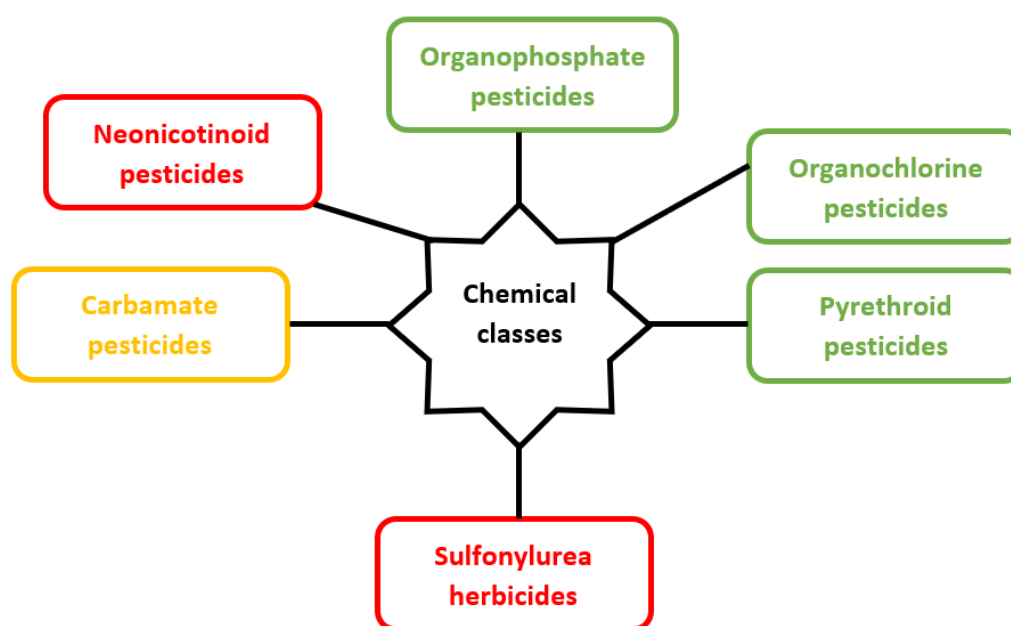 Organophosphate
pesticides
Neonicotinoid
pesticides
Organochlorine
pesticides
Chemical
classes
Carbamate
pesticides
Pyrethroid
pesticides
Sulfonylurea
herbicides